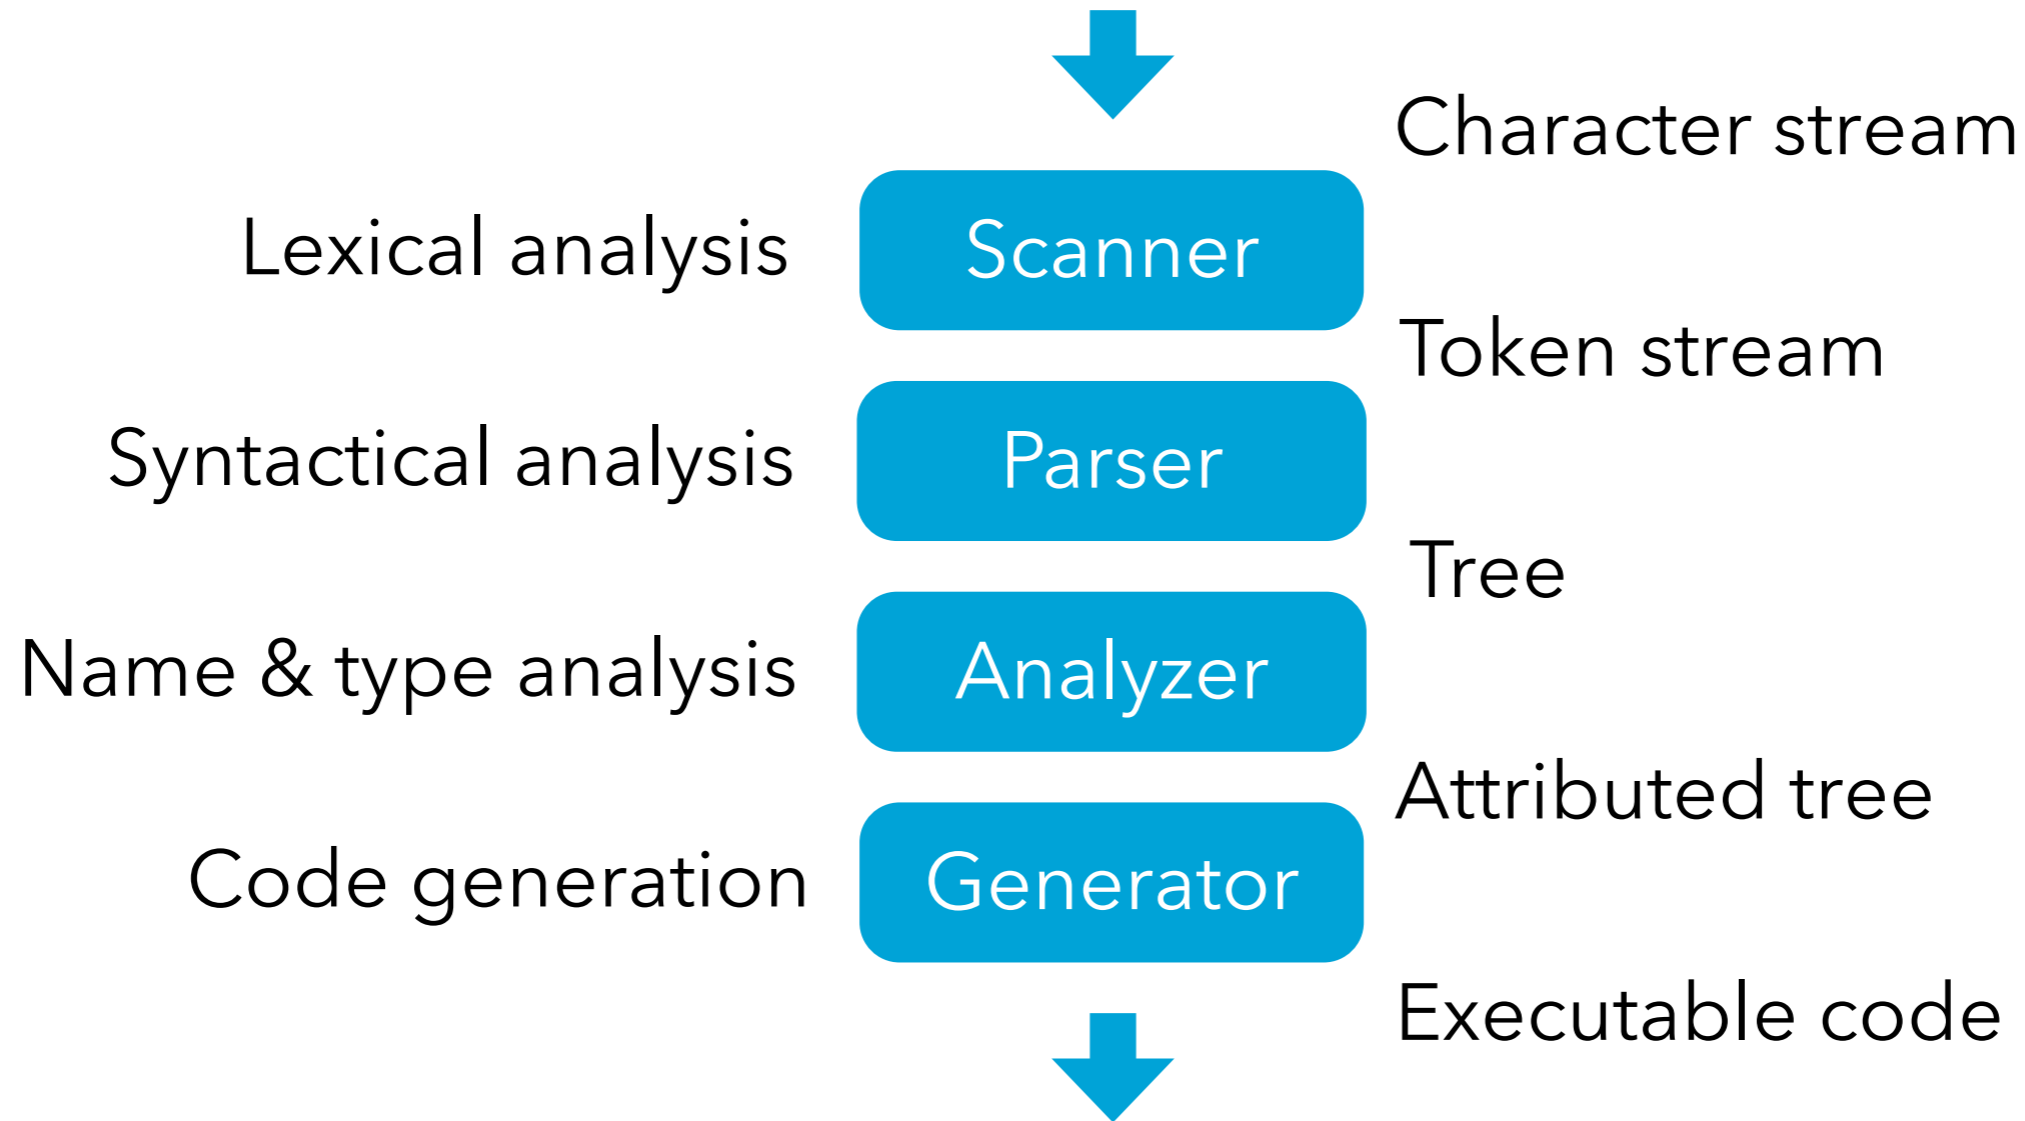 Character stream
Lexical analysis
Scanner
Token stream
Syntactical analysis
Parser
Tree
Name & type analysis
Analyzer
Attributed tree
Code generation
Generator
Executable code